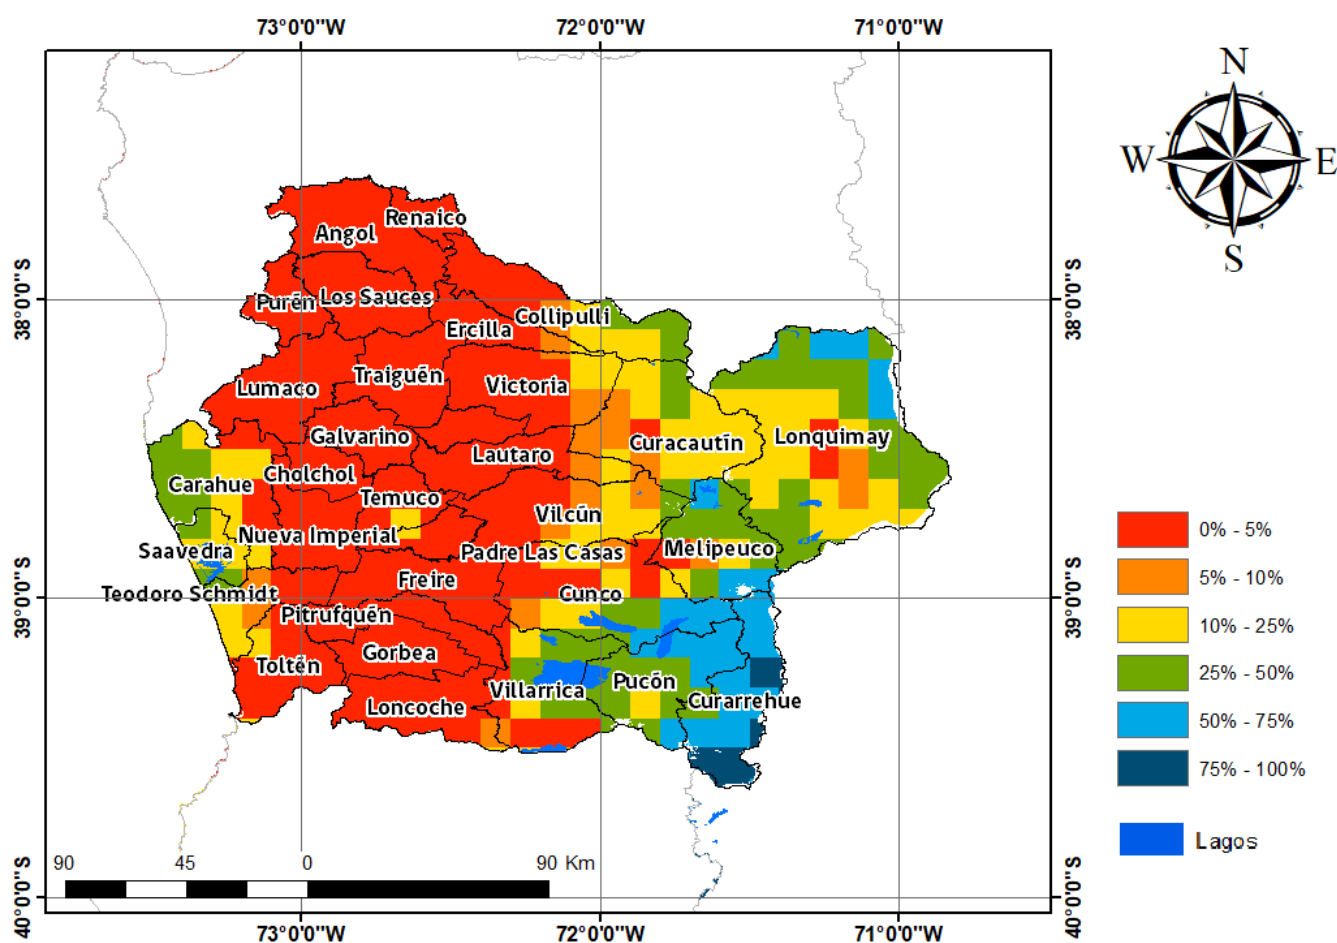 73°0'0"W 72°0'0"W 71°0'0"W
N
W E
S
38°0'0"S 38°0'0"S
39°0'0"S 39°0'0"S
40°0'0"S 40°0'0"S
Renaico
Angol
Purén Los Sauces
Collipulli
Ercilla
Traiguén
Lumaco Victoria
Galvarino Curacautín Lonquimay
Lautaro
Cholchol
Carahue Temuco
Vilcún
Nueva Imperial
Saavedra Padre Las Casas Melipeuco
Freire
Teodoro Schmidt Cunco
Pitrufquén
Gorbea
Toltén
Villarrica Pucón
Loncoche Curarrehue
0% - 5%
5% - 10%
10% - 25%
25% - 50%
50% - 75%
75% - 100%
Lagos
90 45 0 90 Km
73°0'0"W 72°0'0"W 71°0'0"W